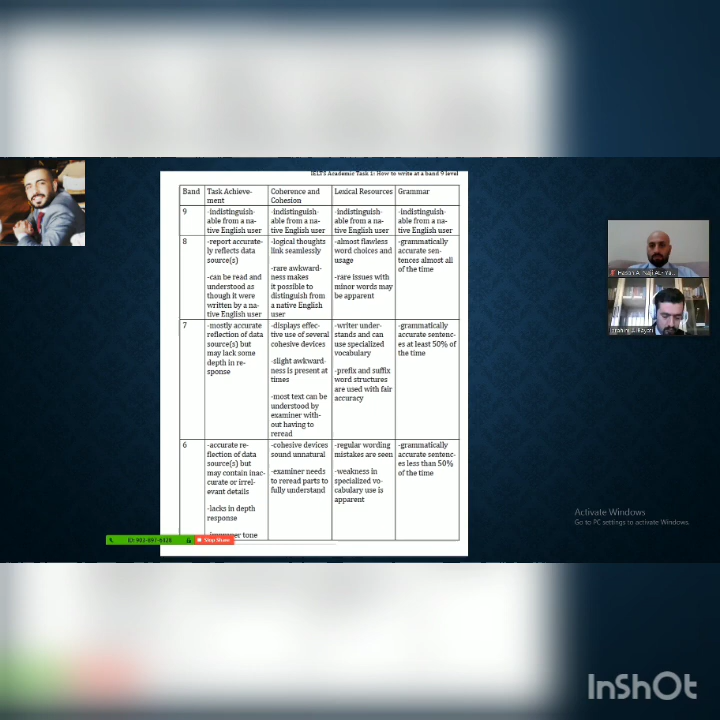 IELTS Academic Task 1: How to write at a band 9 level
Band
Task Achieve-
ment
Coherence and
Cohesion
Lexical Resources
Grammar
9
-indistinguish-
able from a na-
tive English user
-indistinguish-
able from a na-
tive English user
-indistinguish-
able from a na-
tive English user
-indistinguish-
able from a na-
tive English user
8
-report accurate-
ly reflects data
source(s)
-can be read and
understood as
though it were
written by a na-
tive English user
-logical thoughts
link seamlessly
-rare awkward-
ness makes
it possible to
distinguish from
a native English
user
-almost flawless
word choices and
usage
-rare issues with
minor words may
be apparent
-grammatically
accurate sen-
tences almost all
of the time
7
-mostly accurate
reflection of data
source(s) but
may lack some
depth in re-
sponse
-displays effec-
tive use of several
cohesive devices
-slight awkward-
ness is present at
times
-most text can be
understood by
examiner with-
out having to
reread
-writer under-
stands and can
use specialized
vocabulary
-prefix and suffix
word structures
are used with fair
accuracy
-grammatically
accurate sentenc-
es at least 50% of
the time
6
-accurate re-
flection of data
source(s) but
may contain inac-
curate or irrel-
evant details
-lacks in depth
response
tone
-cohesive devices
sound unnatural
-examiner needs
to reread parts to
fully understand
-regular wording
mistakes are seen
-weakness in
specialized vo-
cabulary use is
apparent
-grammatically
accurate sentenc-
es less than 50%
of the time
Stop Share
Activate Windows
Go to PC settings to activate Windows.
InShOt